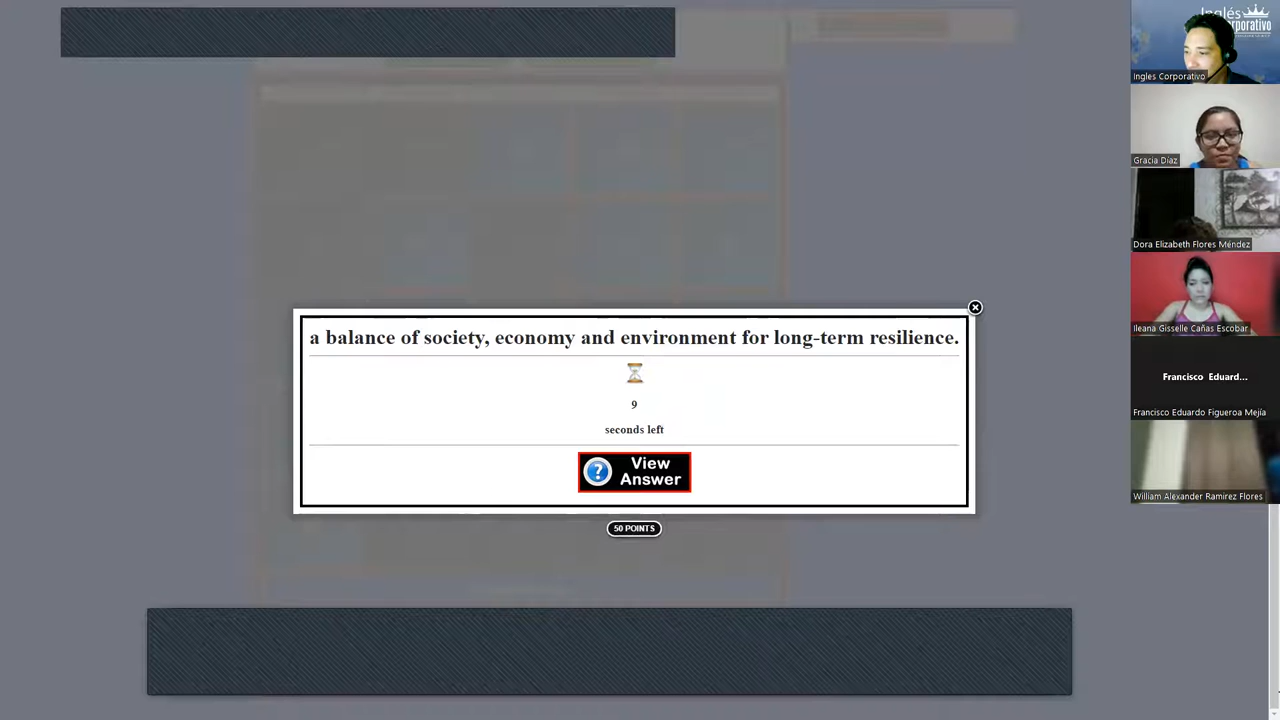 Inglés
Corporativo
Ingles Corporativo
Gracia Díaz
Dora Elizabeth Flores Méndez
Ileana Gisselle Cañas Escobar
Francisco Eduard...
Francisco Eduardo Figueroa Mejía
William Alexander Ramirez Flores
a balance of society, economy and environment for long-term resilience.
9
seconds left
? View
Answer
50 POINTS